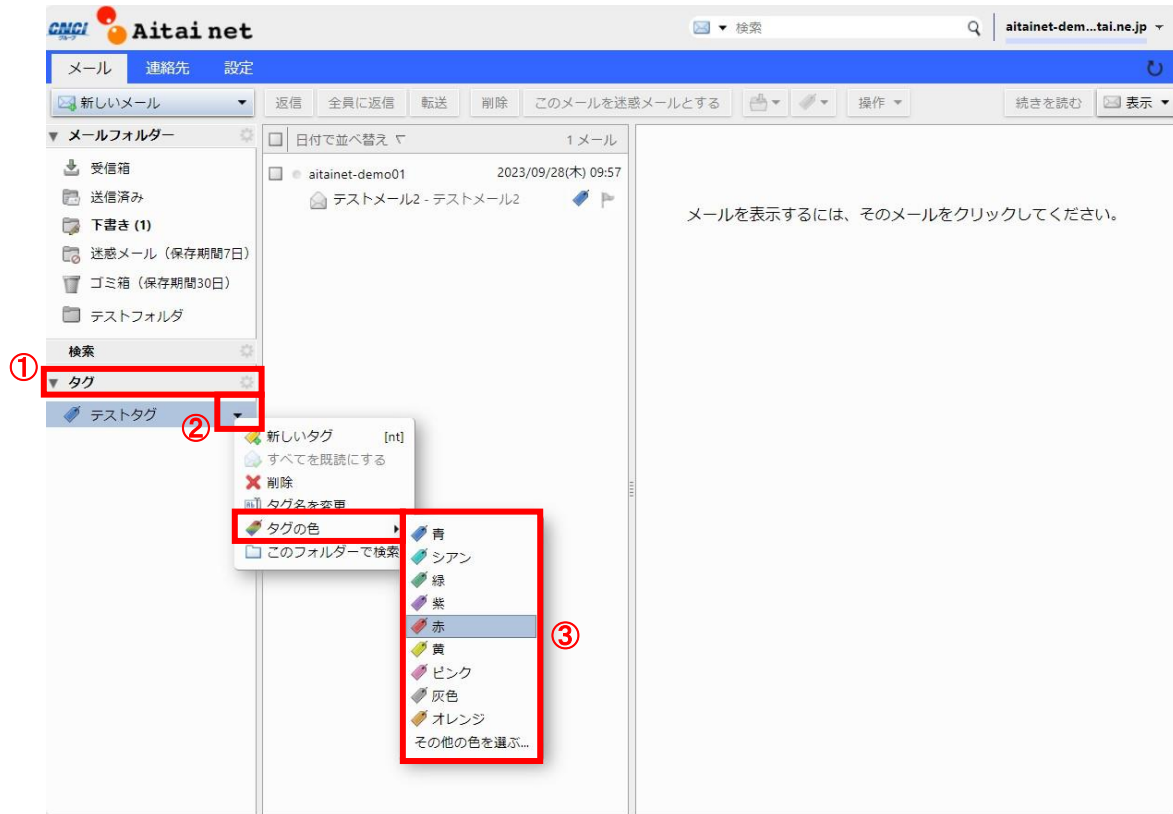 CNCI グループ Aitai net
検索
aitainet-dem...tai.ne.jp
メール 連絡先 設定
新しいメール 返信 全員に返信 転送 削除 このメールを迷惑メールとする 操作 続きを読む 表示
メールフォルダー
日付で並べ替え 1 メール
受信箱
aitainet-demo01 2023/09/28(木) 09:57
送信済み
テストメール2 - テストメール2
メールを表示するには、そのメールをクリックしてください。
下書き (1)
迷惑メール（保存期間7日）
ゴミ箱（保存期間30日）
テストフォルダ
検索
①
タグ
テストタグ
②
新しいタグ [nt]
すべてを既読にする
削除
タグ名を変更
タグの色
このフォルダーで検索
青
シアン
緑
紫
赤
③
黄
ピンク
灰色
オレンジ
その他の色を選ぶ...